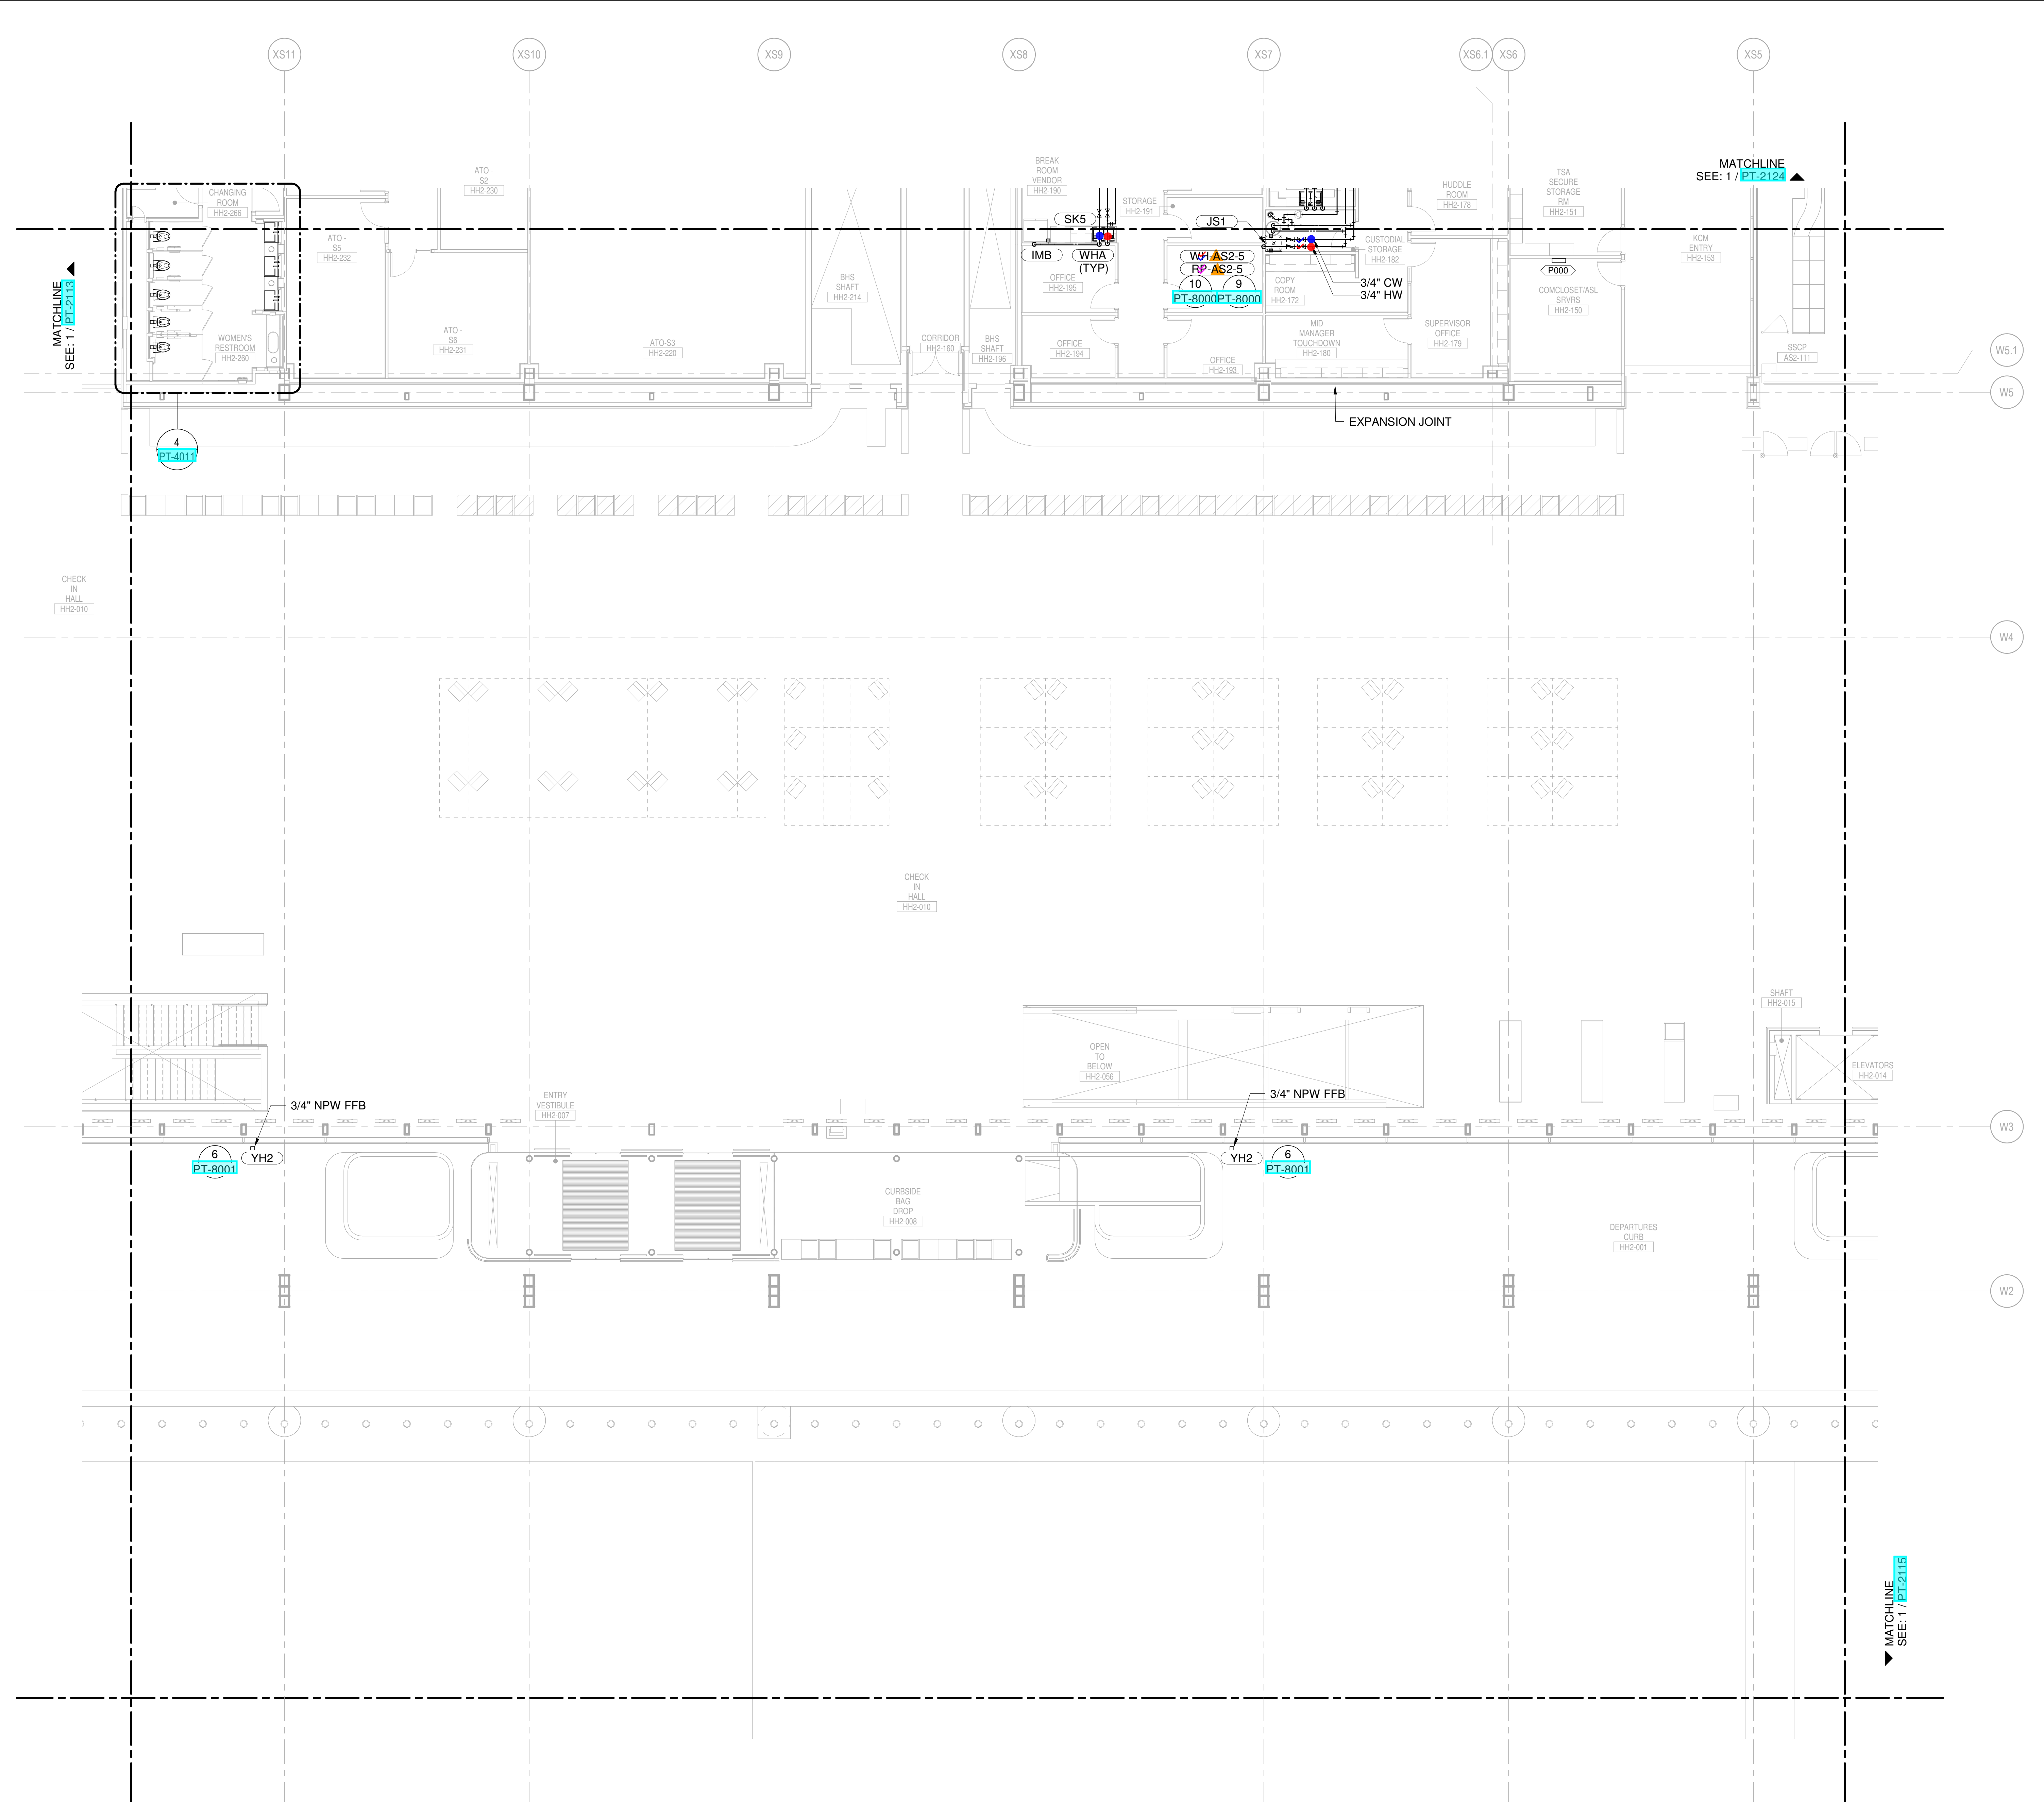 XS11
XS10
XS9
XS8
XS7
XS6.1
XS6
XS5
MATCHLINE
SEE: 1 / PT-2124
MATCHLINE
SEE: 1 / PT-2113
CHANGING
ROOM
HH2-266
ATO -
S2
HH2-230
BREAK
ROOM
VENDOR
HH2-190
STORAGE
HH2-191
HUDDLE
ROOM
HH2-178
TSA
SECURE
STORAGE
RM
HH2-151
ATO -
S5
HH2-232
SK5
JS1
CUSTODIAL
STORAGE
HH2-182
KCM
ENTRY
HH2-153
IMB
WHA
(TYP)
WH-AS2-5
RP-AS2-5
10
PT-8000
9
PT-8000
P000
BHS
SHAFT
HH2-214
OFFICE
HH2-195
COPY
ROOM
HH2-172
3/4" CW
3/4" HW
COMCLOSET/ASL
SRVRS
HH2-150
WOMEN'S
RESTROOM
HH2-260
ATO -
S6
HH2-231
ATO-S3
HH2-220
CORRIDOR
HH2-160
BHS
SHAFT
HH2-196
OFFICE
HH2-194
OFFICE
HH2-193
MID
MANAGER
TOUCHDOWN
HH2-180
SUPERVISOR
OFFICE
HH2-179
SSCP
AS2-111
W5.1
W5
EXPANSION JOINT
4
PT-4011
CHECK
IN
HALL
HH2-010
W4
CHECK
IN
HALL
HH2-010
SHAFT
HH2-015
OPEN
TO
BELOW
HH2-056
ELEVATORS
HH2-014
3/4" NPW FFB
ENTRY
VESTIBULE
HH2-007
3/4" NPW FFB
W3
6
PT-8001
YH2
YH2
6
PT-8001
CURBSIDE
BAG
DROP
HH2-008
DEPARTURES
CURB
HH2-001
W2
MATCHLINE
SEE: 1 / PT-2115